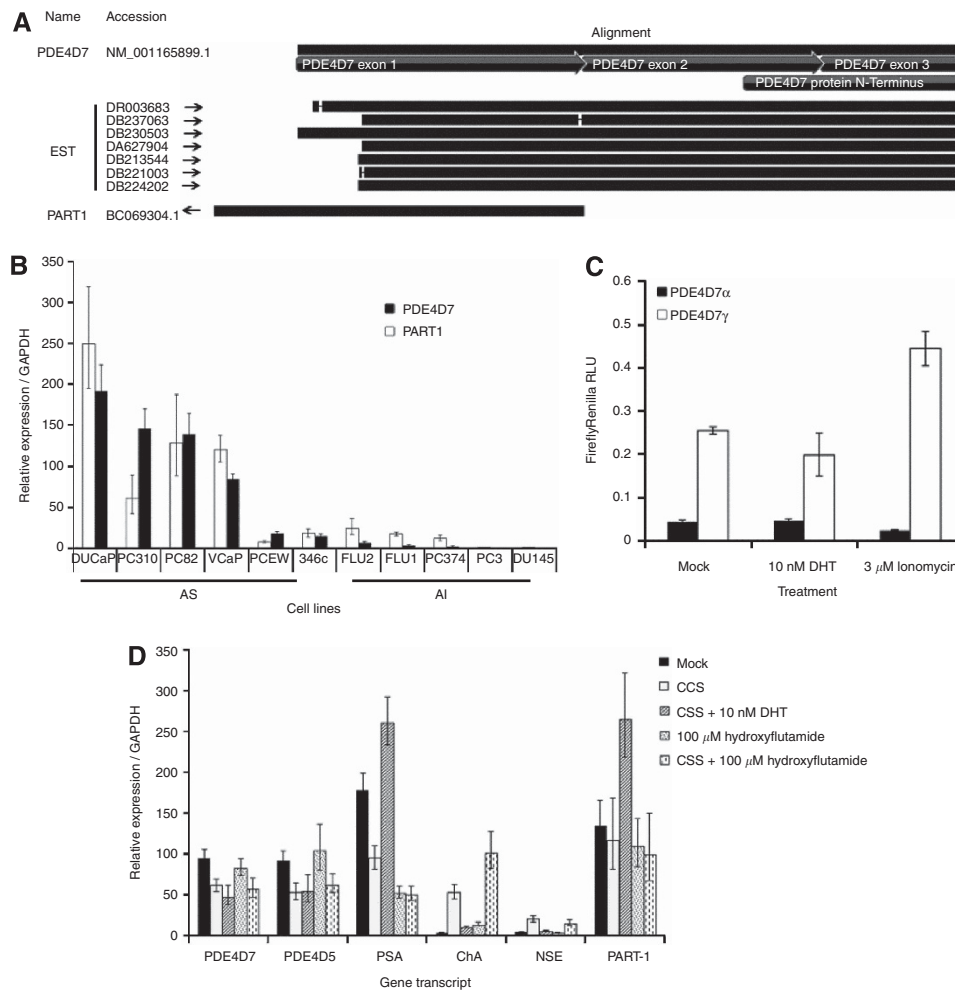 A
Name Accession
Alignment
PDE4D7 NM_001165899.1
PDE4D7 exon 1 PDE4D7 exon 2 PDE4D7 exon 3
PDE4D7 protein N-Terminus
EST
DR003683
DB237063
DB230503
DA627904
DB213544
DB221003
DB224202
PART1 BC069304.1
B
Relative expression / GAPDH
350
300
250
200
150
100
50
0
PDE4D7
PART1
DUCaP PC310 PC82 VCaP PCEW 346c FLU2 FLU1 PC374 PC3 DU145
AS AI
Cell lines
C
FireflyRenilla RLU
0.6
0.5
0.4
0.3
0.2
0.1
0
PDE4D7α
PDE4D7γ
Mock 10 nM DHT 3 μM Ionomycin
Treatment
D
Relative expression / GAPDH
350
300
250
200
150
100
50
0
Mock
CCS
CSS + 10 nM DHT
100 μM hydroxyflutamide
CSS + 100 μM hydroxyflutamide
PDE4D7 PDE4D5 PSA ChA NSE PART-1
Gene transcript